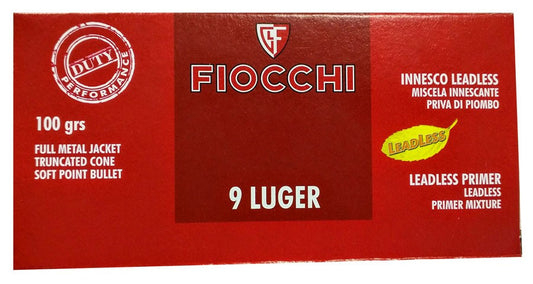 DUTY
PERFORMANCE
100 grs
FULL METAL JACKET
TRUNCATED CONE
SOFT POINT BULLET
GF
FIOCCHI
9 LUGER
INNESCO LEADLESS
MISCELA INNESCANTE
PRIVA DI PIOMBO
LEADLESS
LEADLESS PRIMER
LEADLESS
PRIMER MIXTURE